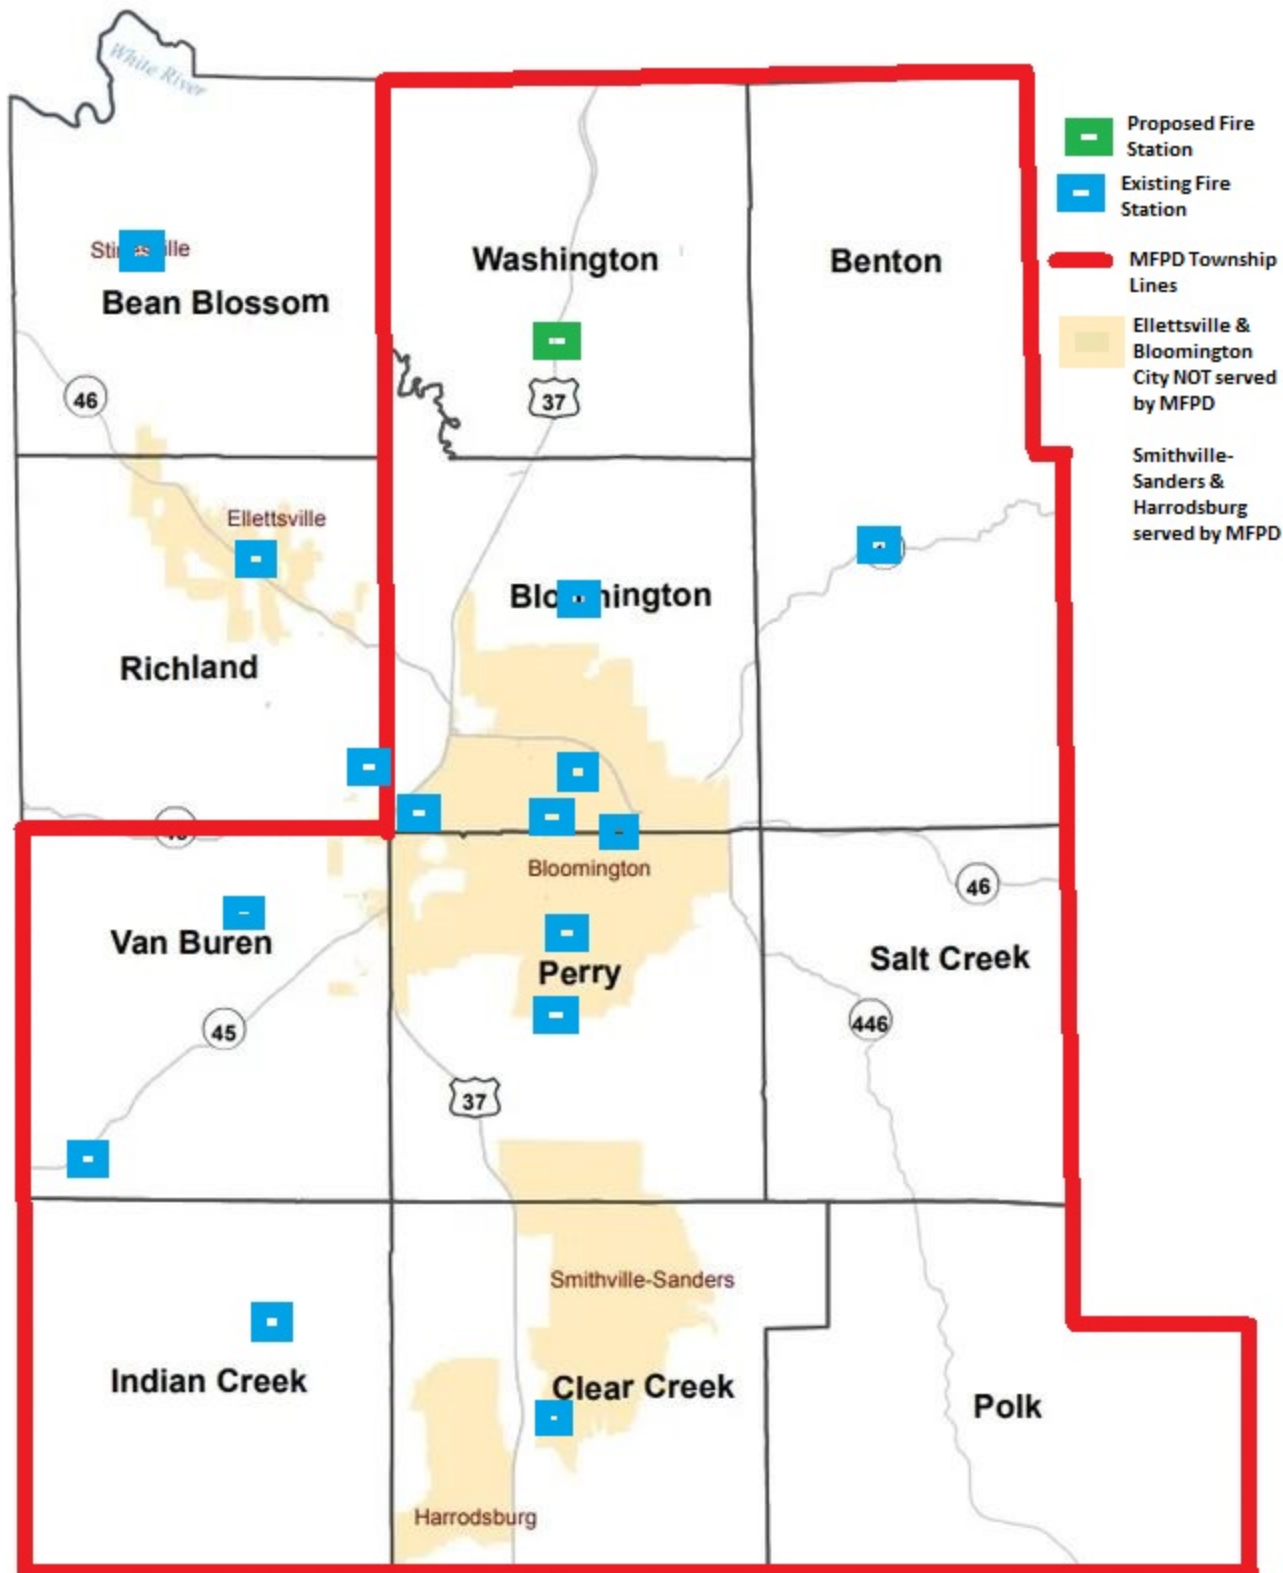 White River
Proposed Fire
Station
Existing Fire
Station
MFPD Township
Lines
Ellettsville &
Bloomington
City NOT served
by MFPD
Smithville-
Sanders &
Harrodsburg
served by MFPD
Washington
Benton
Bean Blossom
46
37
Ellettsville
Richland
Bloomington
Van Buren
Perry
Salt Creek
46
45
446
37
Smithville-Sanders
Indian Creek
Clear Creek
Polk
Harrodsburg